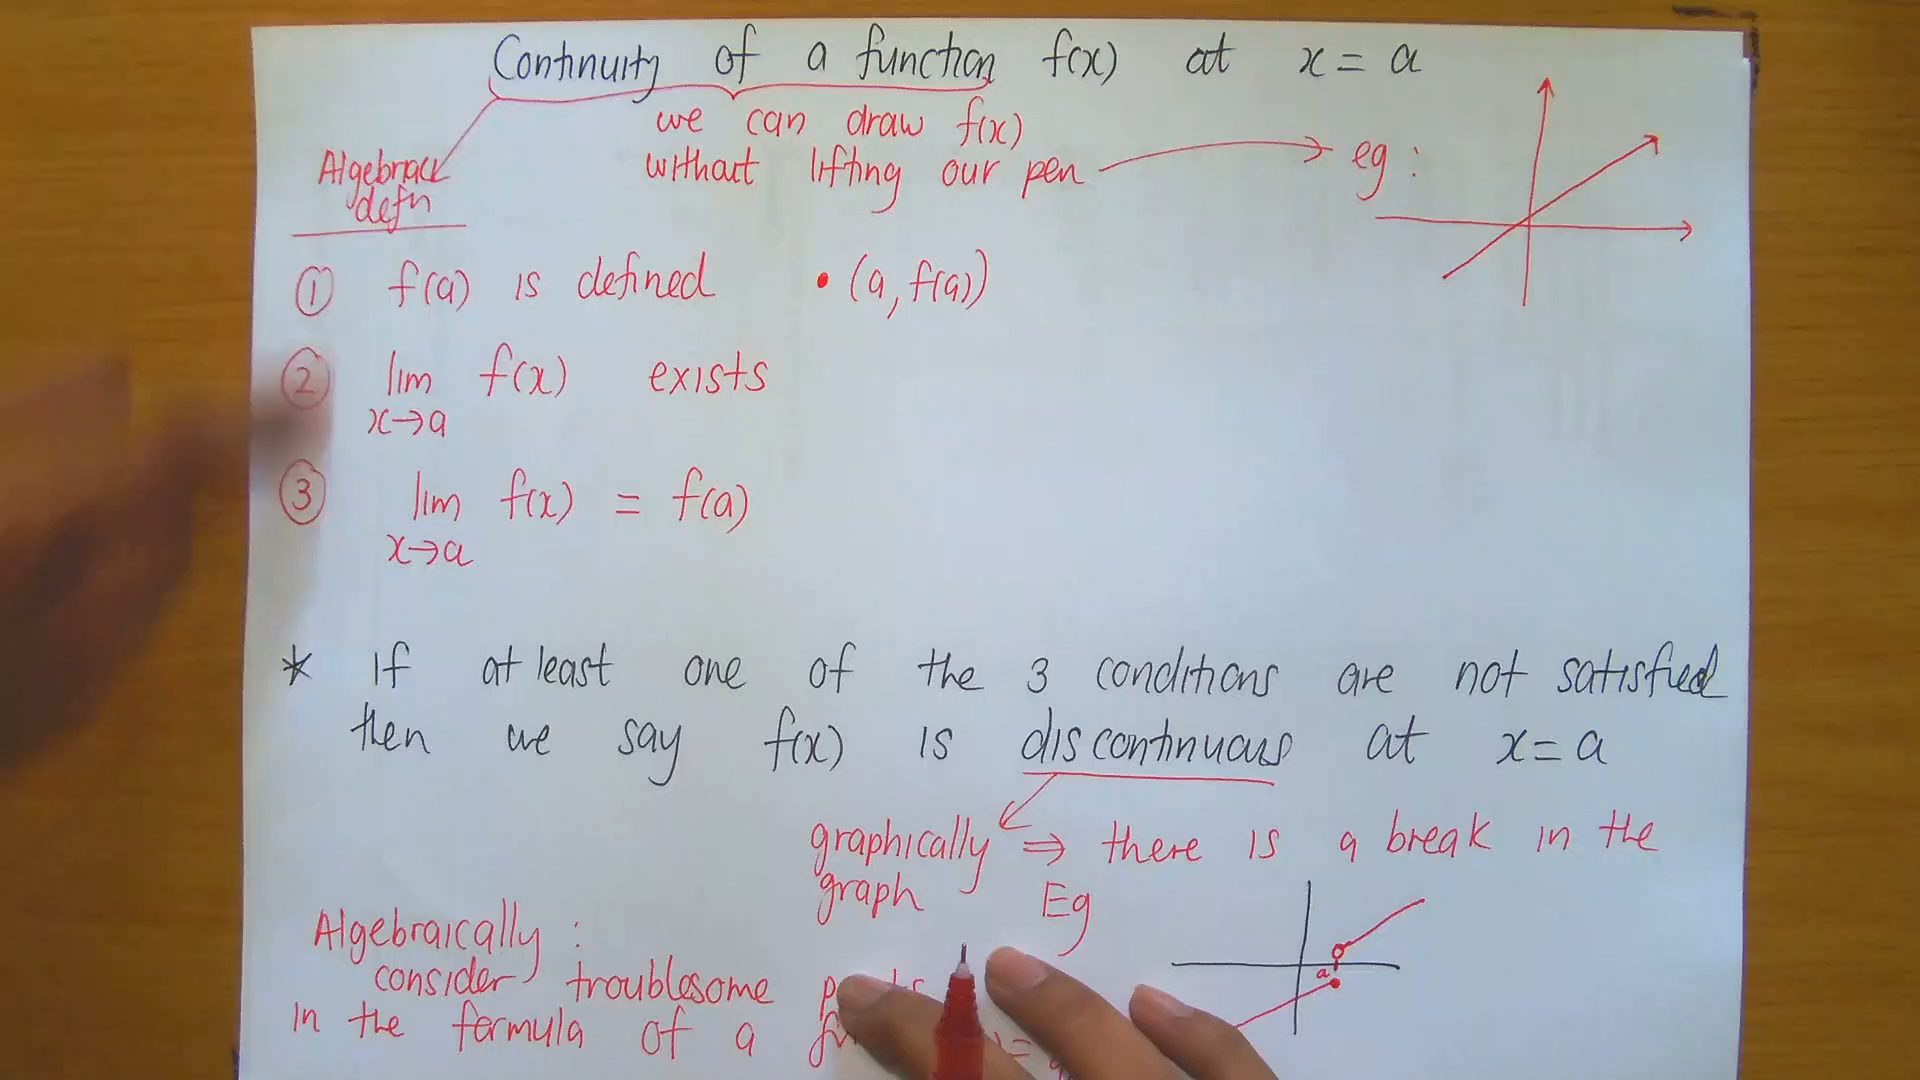 Continuity of a function f(x) at x = a
we can draw f(x)
without lifting our pen → eg :
Algebraic
defn
① f(a) is defined • (a, f(a))
② lim f(x) exists
x→a
③ lim f(x) = f(a)
x→a
* If at least one of the 3 conditions are not satisfied
then we say f(x) is discontinuous at x = a
graphically ⇒ there is a break in the
graph Eg
a
Algebraically :
consider troublesome
in the formula of a